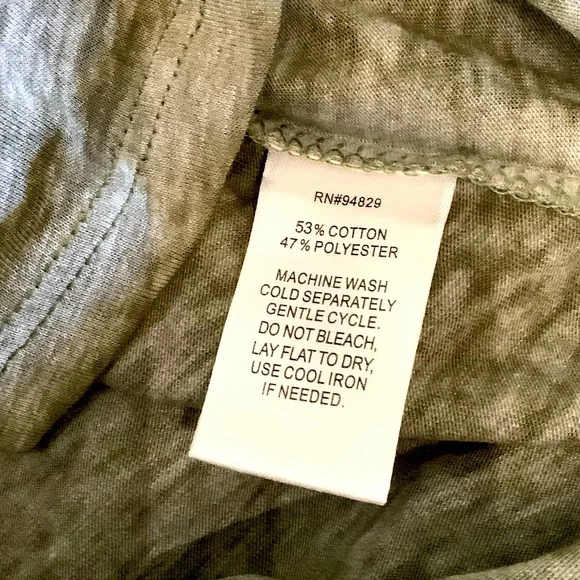 RN#94829
53% COTTON
47% POLYESTER
MACHINE WASH
COLD SEPARATELY
GENTLE CYCLE.
DO NOT BLEACH,
LAY FLAT TO DRY,
USE COOL IRON
IF NEEDED.